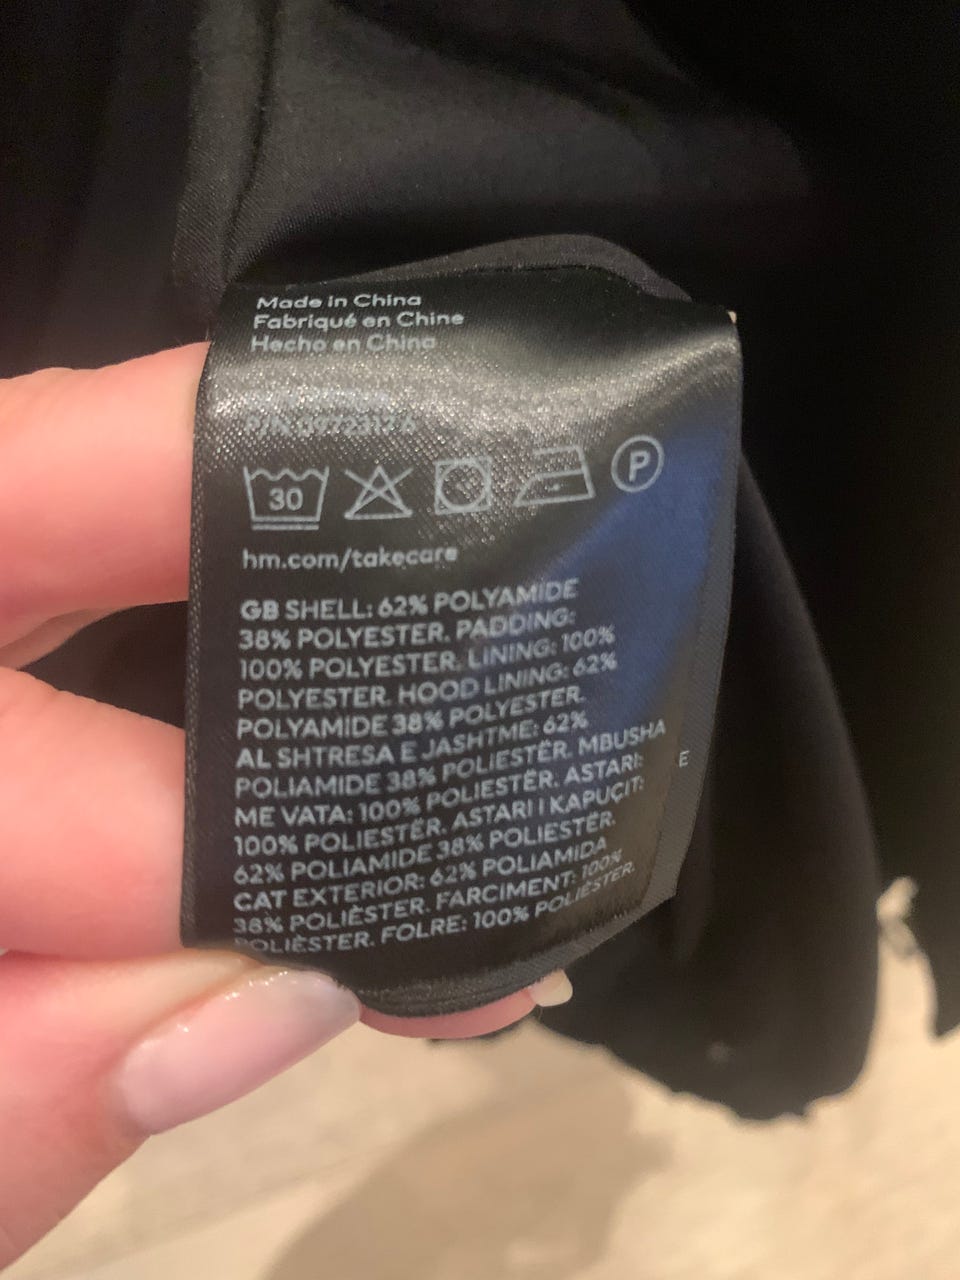 Made in China
Fabriqué en Chine
Hecho en China
30
P
hm.com/takecare
GB SHELL: 62% POLYAMIDE
38% POLYESTER. PADDING:
100% POLYESTER. LINING: 100%
POLYESTER. HOOD LINING: 62%
POLYAMIDE 38% POLYESTER.
AL SHTRESA E JASHTME: 62%
POLIAMIDE 38% POLIESTËR. MBUSHA
ME VATA: 100% POLIESTËR. ASTARI:
100% POLIESTËR. ASTARI I KAPUÇIT:
62% POLIAMIDE 38% POLIESTËR.
CAT EXTERIOR: 62% POLIAMIDA
38% POLIÈSTER. FARCIMENT: 100%
POLIÈSTER. FOLRE: 100% POLIÈSTER.
E